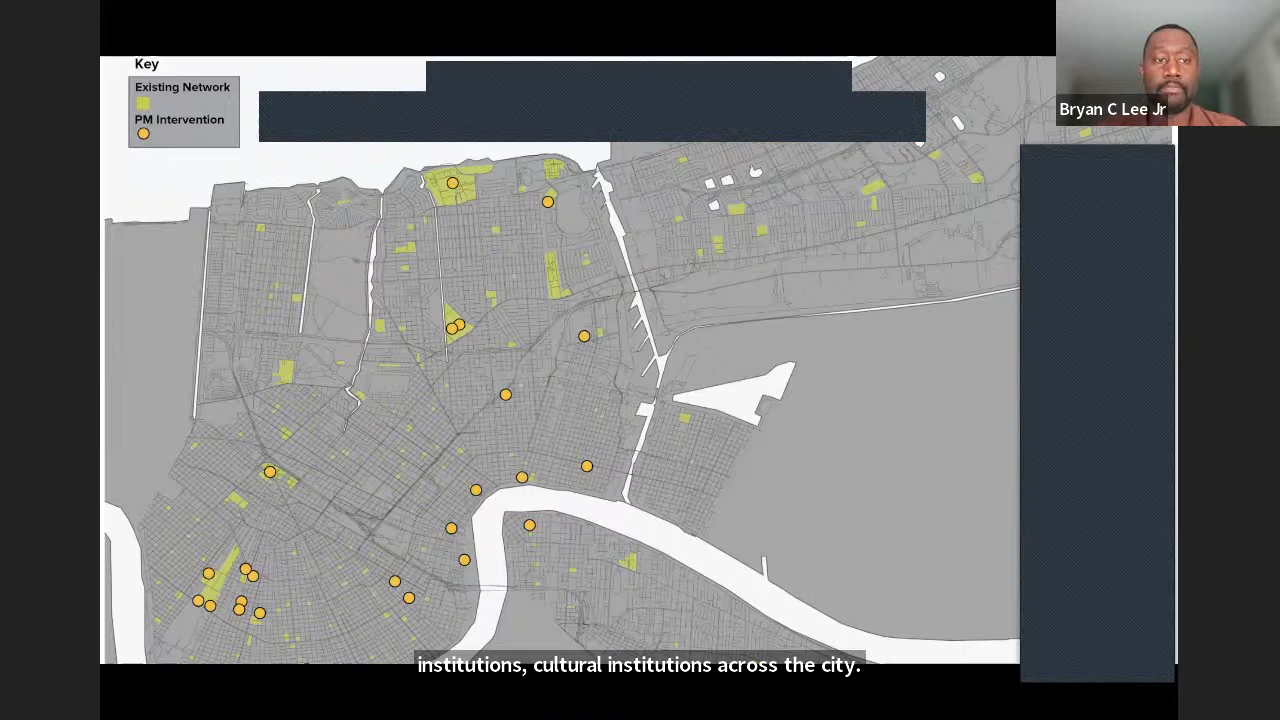 Key
Existing Network
PM Intervention
Bryan C Lee Jr
institutions, cultural institutions across the city.